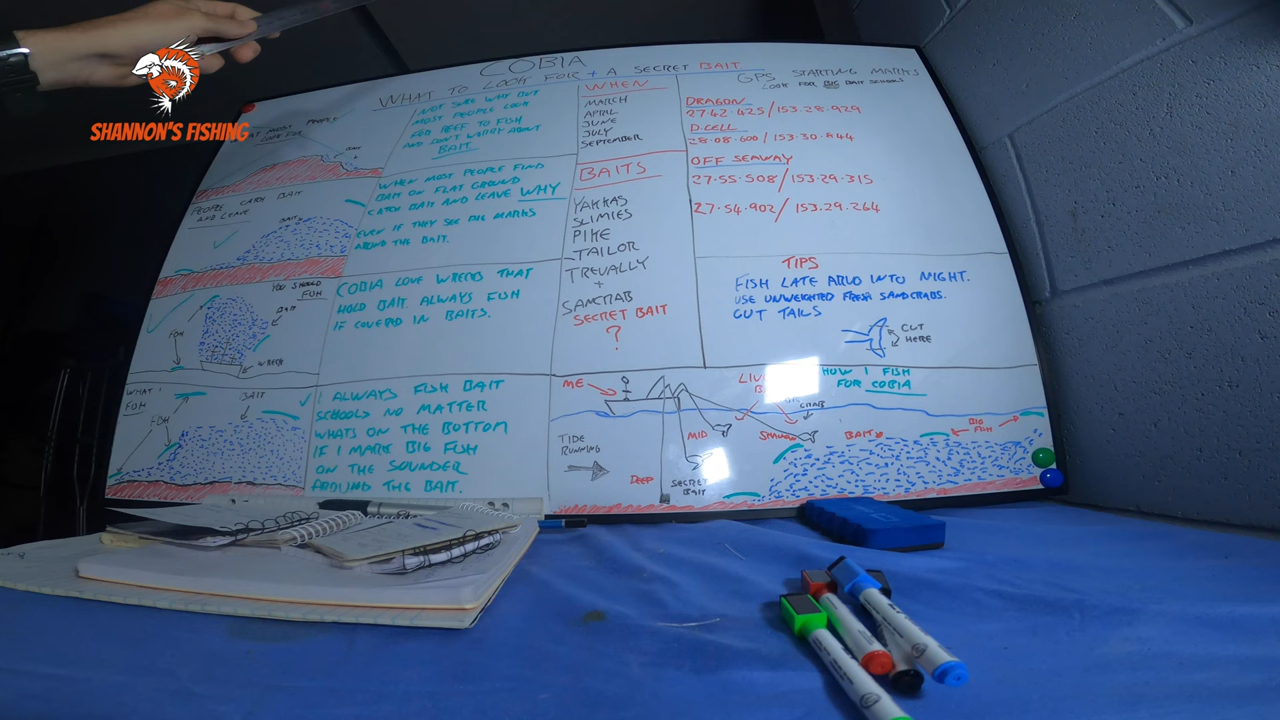 SHANNON'S FISHING
COBIA
WHAT TO LOOK FOR + A SECRET BAIT
MOST PEOPLE
LOOK FOR
BAIT
NOT SURE WHY BUT
MOST PEOPLE LOOK
FOR REEF TO FISH
AND DON'T WORRY ABOUT
BAIT
PEOPLE CATCH BAIT
AND LEAVE
BAIT
WHEN MOST PEOPLE FIND
BAIT ON FLAT GROUND
CATCH BAIT AND LEAVE WHY
EVEN IF THEY SEE BIG MARKS
AROUND THE BAIT.
YOU SHOULD
FISH
BAIT
FISH
WRECK
COBIA LOVE WRECKS THAT
HOLD BAIT. ALWAYS FISH
IF COVERED IN BAITS.
WHAT I
FISH
BAIT
FISH
I ALWAYS FISH BAIT
SCHOOLS NO MATTER
WHATS ON THE BOTTOM
IF I MARK BIG FISH
ON THE SOUNDER
AROUND THE BAIT.
WHEN
MARCH
APRIL
JUNE
JULY
SEPTEMBER
BAITS
YAKKAS
SLIMIES
PIKE
TAILOR
TREVALLY
+
SANCRAB
SECRET BAIT
?
GPS STARTING MARKS
LOOK FOR BIG BAIT SCHOOLS
DRAGON
27.42.425/153.28.929
D.CELL
28.08.600/153.30.844
OFF SEAWAY
27.55.508/153.29.315
27.54.902/153.29.264
TIPS
FISH LATE ARVO INTO NIGHT.
USE UNWEIGHTED FRESH SANDCRABS.
CUT TAILS
CUT
HERE
HOW I FISH
FOR COBIA
ME
CRAB
TIDE
RUNNING
MID
BAIT
BIG
FISH
DEEP
SECRET
BAIT